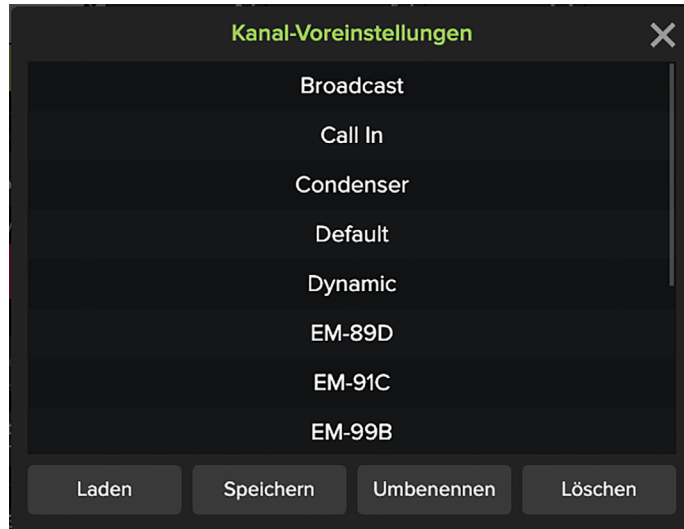 Kanal-Voreinstellungen
Broadcast
Call In
Condenser
Default
Dynamic
EM-89D
EM-91C
EM-99B
Laden Speichern Umbenennen Löschen